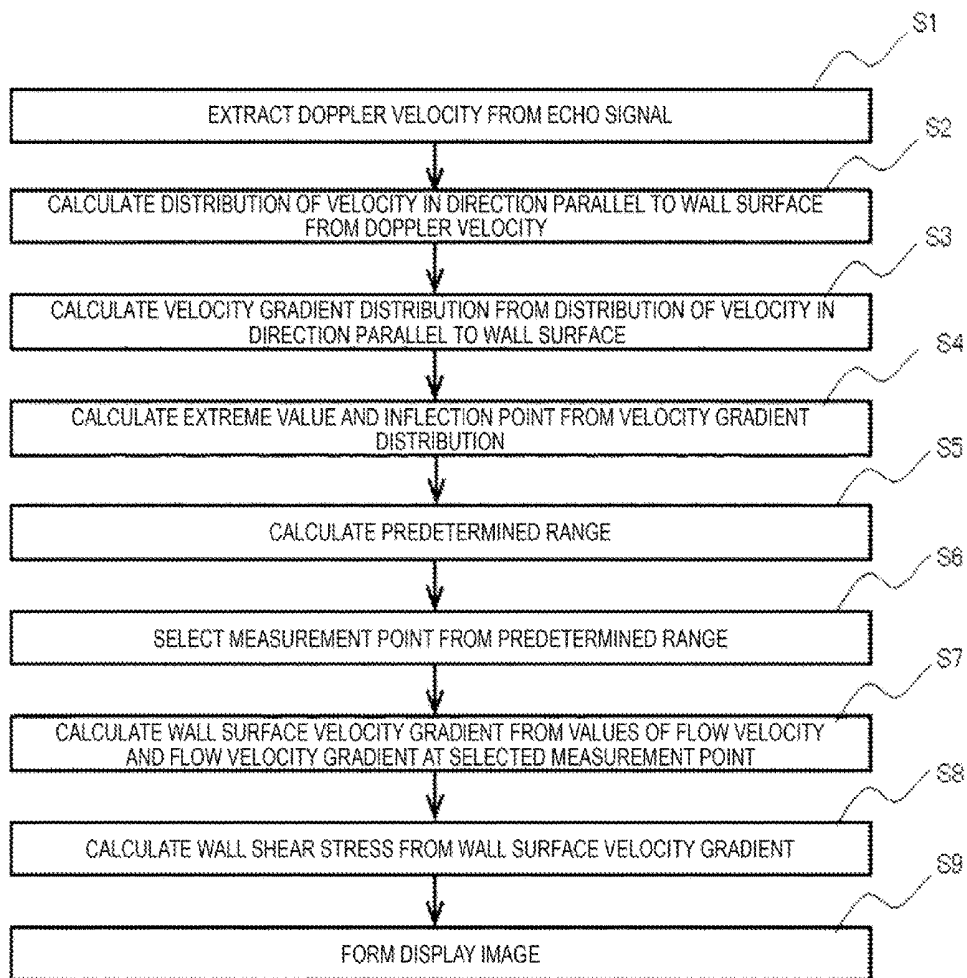 S1
EXTRACT DOPPLER VELOCITY FROM ECHO SIGNAL
S2
CALCULATE DISTRIBUTION OF VELOCITY IN DIRECTION PARALLEL TO WALL SURFACE
FROM DOPPLER VELOCITY
S3
CALCULATE VELOCITY GRADIENT DISTRIBUTION FROM DISTRIBUTION OF VELOCITY IN
DIRECTION PARALLEL TO WALL SURFACE
S4
CALCULATE EXTREME VALUE AND INFLECTION POINT FROM VELOCITY GRADIENT
DISTRIBUTION
S5
CALCULATE PREDETERMINED RANGE
S6
SELECT MEASUREMENT POINT FROM PREDETERMINED RANGE
S7
CALCULATE WALL SURFACE VELOCITY GRADIENT FROM VALUES OF FLOW VELOCITY
AND FLOW VELOCITY GRADIENT AT SELECTED MEASUREMENT POINT
S8
CALCULATE WALL SHEAR STRESS FROM WALL SURFACE VELOCITY GRADIENT
S9
FORM DISPLAY IMAGE